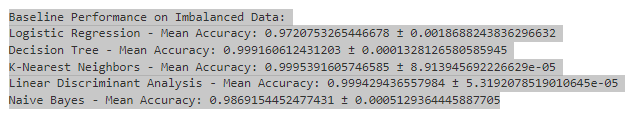 Baseline Performance on Imbalanced Data:
Logistic Regression - Mean Accuracy: 0.9720753265446678 ± 0.0018688243836296632
Decision Tree - Mean Accuracy: 0.999160612431203 ± 0.0001328126580585945
K-Nearest Neighbors - Mean Accuracy: 0.9995391605746585 ± 8.913945692226629e-05
Linear Discriminant Analysis - Mean Accuracy: 0.999429436557984 ± 5.3192078519010645e-05
Naive Bayes - Mean Accuracy: 0.9869154452477431 ± 0.0005129364445887705